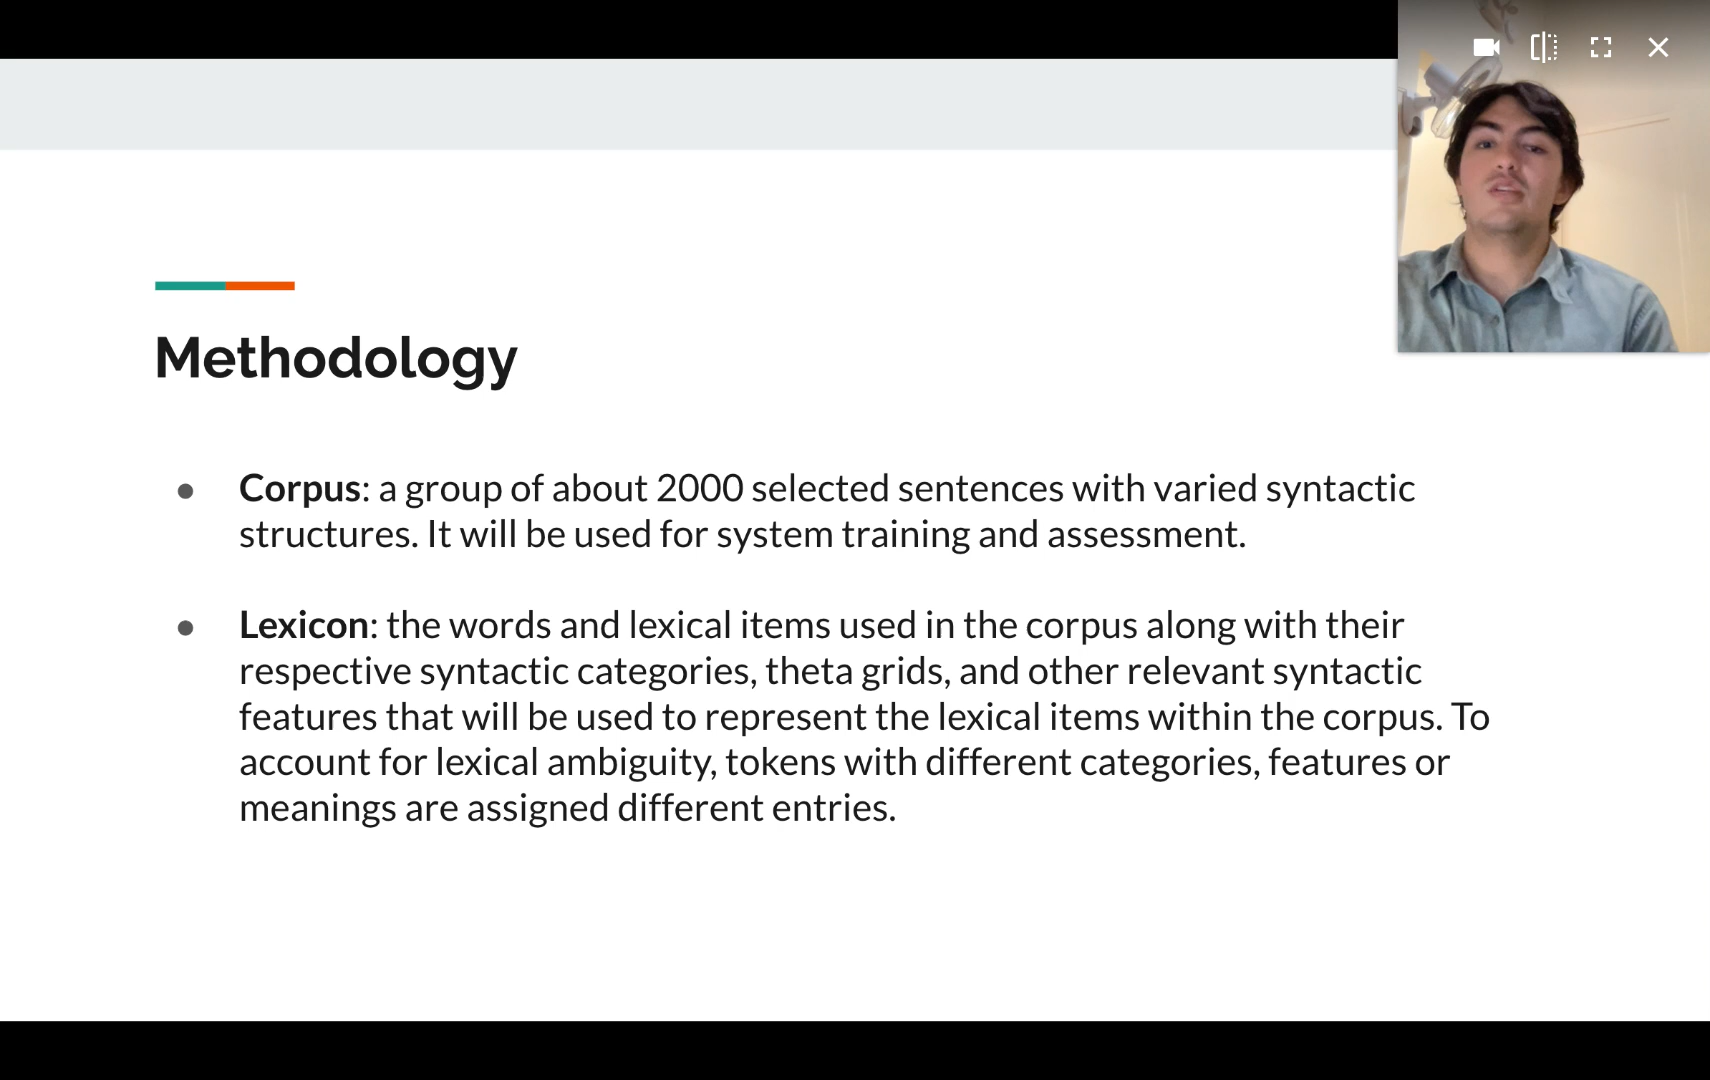 Methodology
● Corpus: a group of about 2000 selected sentences with varied syntactic
structures. It will be used for system training and assessment.
● Lexicon: the words and lexical items used in the corpus along with their
respective syntactic categories, theta grids, and other relevant syntactic
features that will be used to represent the lexical items within the corpus. To
account for lexical ambiguity, tokens with different categories, features or
meanings are assigned different entries.